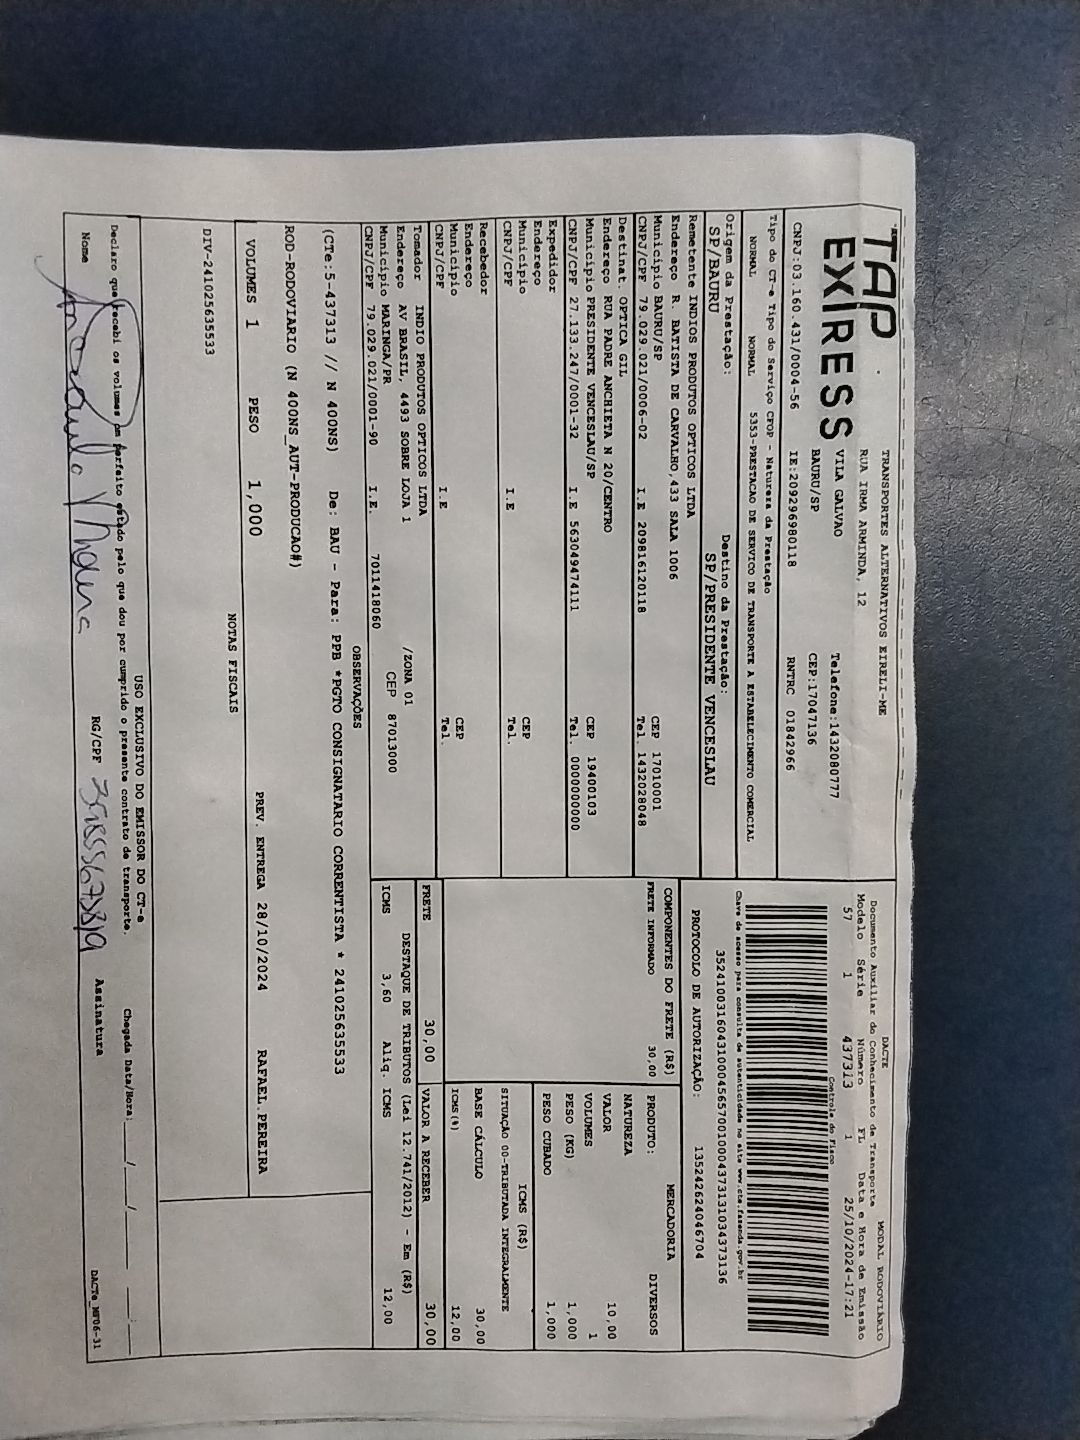 TAP
EXPRESS
TRANSPORTES ALTERNATIVOS EIRELI-ME
RUA IRMA ARMINDA, 12
VILA GALVAO Telefone:1432080777
BAURU/SP CEP:17047136
CNPJ:03.160.431/0004-56 IE:209296980118 RNTRC 01842966
Tipo do CT-e Tipo do Serviço CFOP - Natureza da Prestação
NORMAL NORMAL 5353-PRESTACAO DE SERVICO DE TRANSPORTE A ESTABELECIMENTO COMERCIAL
Origem da Prestação: Destino da Prestação:
SP/BAURU SP/PRESIDENTE VENCESLAU
Remetente INDIOS PRODUTOS OPTICOS LTDA
Endereço R. BATISTA DE CARVALHO,433 SALA 1006
Município BAURU/SP CEP 17010001
CNPJ/CPF 79.029.021/0006-02 I.E 209816120118 Tel. 1432028048
Destinat. OPTICA GIL
Endereço RUA PADRE ANCHIETA N 20/CENTRO
Município PRESIDENTE VENCESLAU/SP CEP 19400103
CNPJ/CPF 27.133.247/0001-32 I.E 563049474111 Tel. 0000000000
Expedidor
Endereço
Município CEP
CNPJ/CPF I.E Tel.
Recebedor
Endereço
Município CEP
CNPJ/CPF I.E Tel.
Tomador INDIO PRODUTOS OPTICOS LTDA
Endereço AV BRASIL, 4493 SOBRE LOJA 1 /ZONA 01
Município MARINGA/PR CEP 87013000
CNPJ/CPF 79.029.021/0001-90 I.E. 7011418060
DACTE MODAL RODOVIÁRIO
Documento Auxiliar do Conhecimento de Transporte
Modelo Série Número FL Data e Hora de Emissão
57 1 437313 1 25/10/2024-17:21
Controle do Fisco
Chave de acesso para consulta de autenticidade no site www.cte.fazenda.gov.br
35241003160431000456570010004373131034373136
PROTOCOLO DE AUTORIZAÇÃO: 135242624046704
COMPONENTES DO FRETE (R$)
FRETE INFORMADO 30,00
MERCADORIA
PRODUTO: DIVERSOS
NATUREZA
VALOR 10,00
VOLUMES 1
PESO (KG) 1,000
PESO CUBADO 1,000
ICMS (R$)
SITUAÇÃO 00-TRIBUTADA INTEGRALMENTE
BASE CÁLCULO 30,00
ICMS(%) 12,00
FRETE 30,00 VALOR A RECEBER 30,00
DESTAQUE DE TRIBUTOS (Lei 12.741/2012) - Em (R$)
ICMS 3,60 Aliq. ICMS 12,00
OBSERVAÇÕES
(CTe:5-437313 // N 400NS) De: BAU - Para: PPB *PGTO CONSIGNATARIO CORRENTISTA * 241025635533
ROD-RODOVIARIO (N 400NS_AUT-PRODUCAO#)
VOLUMES 1 PESO 1,000 PREV. ENTREGA 28/10/2024 RAFAEL.PEREIRA
NOTAS FISCAIS
DIV-241025635533
USO EXCLUSIVO DO EMISSOR DO CT-e
Declaro que recebi os volumes em perfeito estado pelo que dou por cumprido o presente contrato de transporte. Chegada Data/Hora:___/___/___ ___:___
Nome RG/CPF Assinatura
DACTe_MF06-31